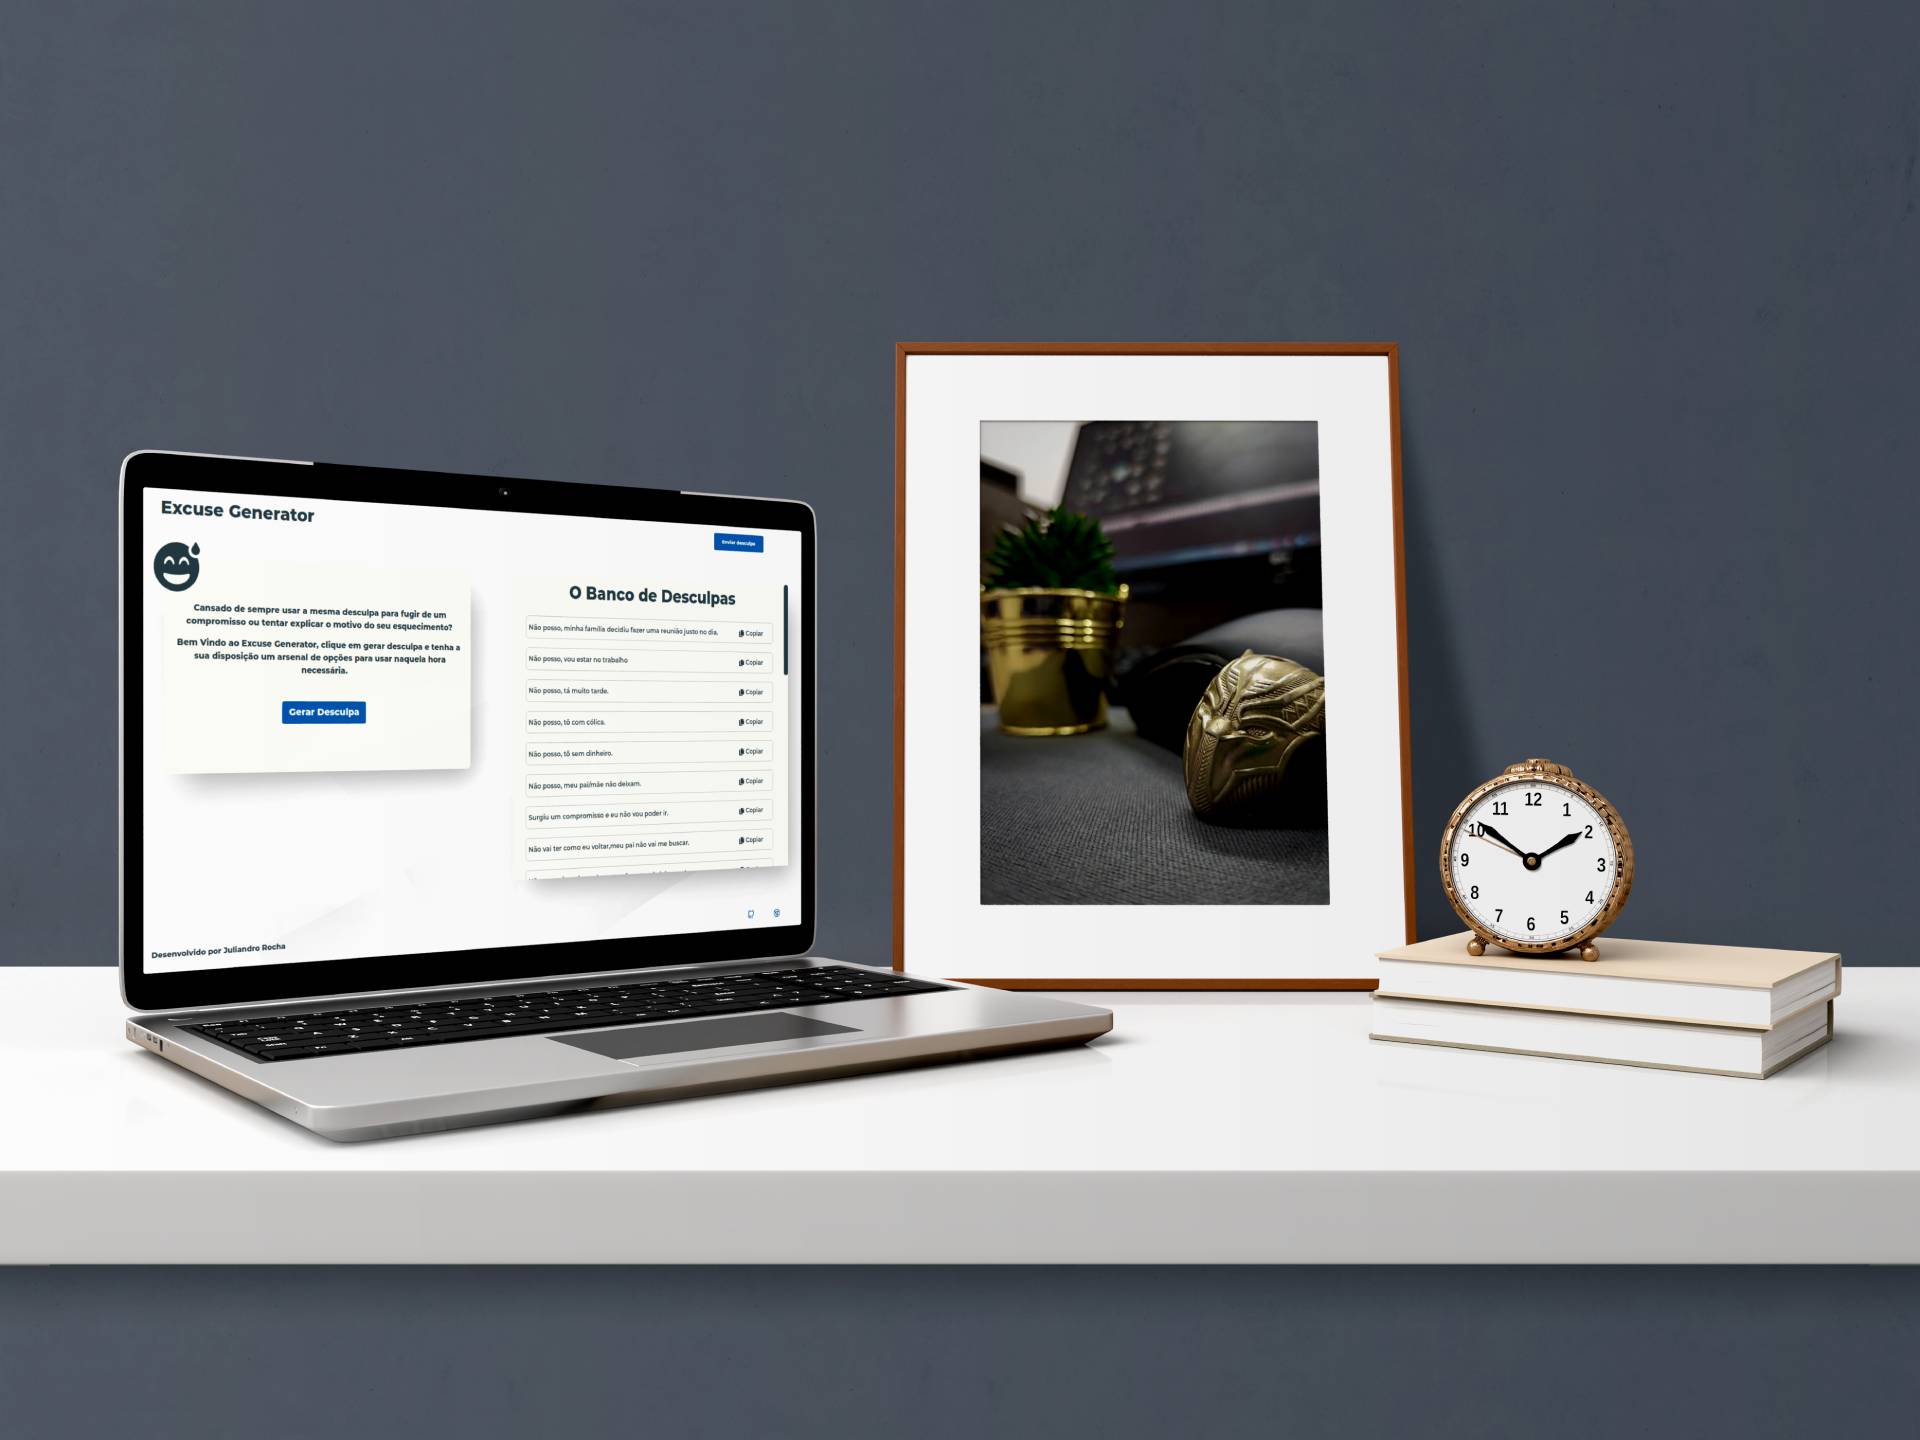 Excuse Generator
Enviar desculpa
Cansado de sempre usar a mesma desculpa para fugir de um
compromisso ou tentar explicar o motivo do seu esquecimento?
Bem Vindo ao Excuse Generator, clique em gerar desculpa e tenha a
sua disposição um arsenal de opções para usar naquela hora
necessária.
Gerar Desculpa
O Banco de Desculpas
Não posso, minha família decidiu fazer uma reunião justo no dia. Copiar
Não posso, vou estar no trabalho Copiar
Não posso, tá muito tarde. Copiar
Não posso, tô com cólica. Copiar
Não posso, tô sem dinheiro. Copiar
Não posso, meu pai/mãe não deixam. Copiar
Surgiu um compromisso e eu não vou poder ir. Copiar
Não vai ter como eu voltar,meu pai não vai me buscar. Copiar
Desenvolvido por Juliandro Rocha
12
1
2
3
4
5
6
7
8
9
10
11